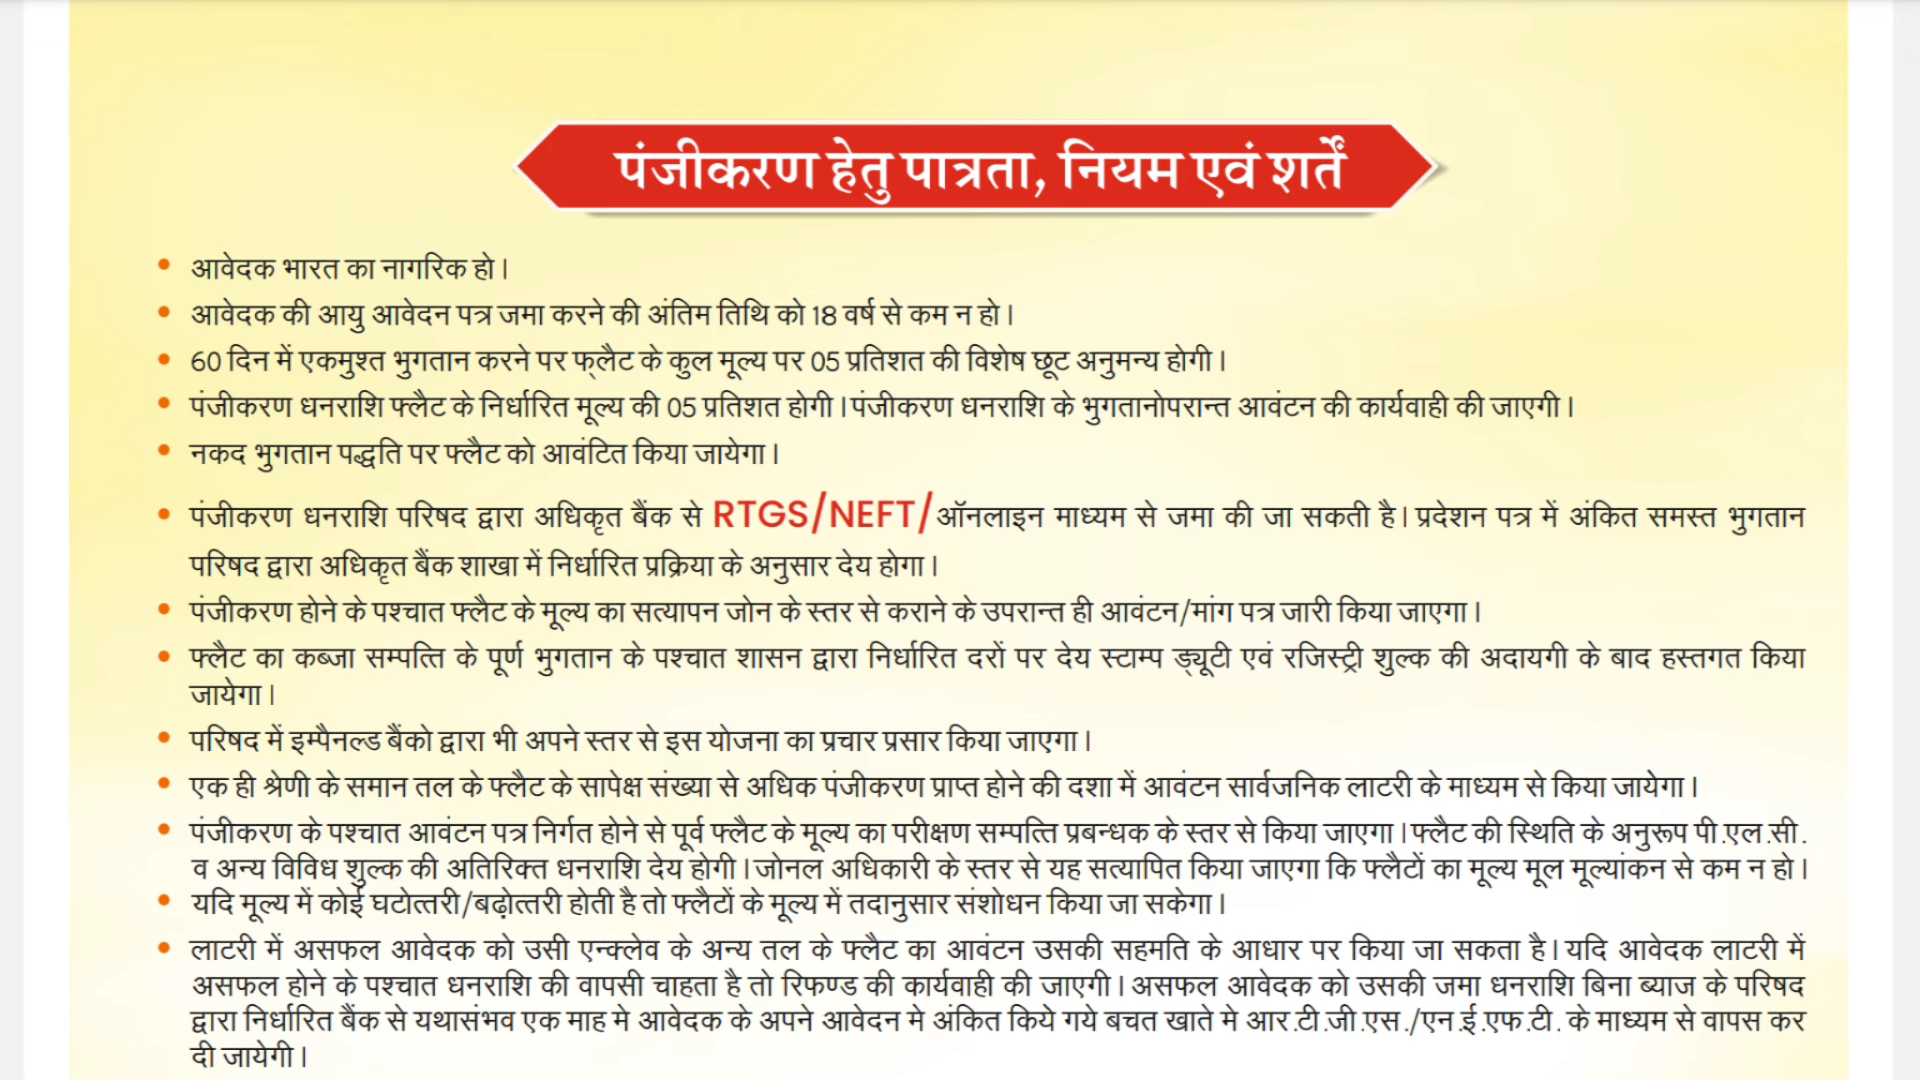 पंजीकरण हेतु पात्रता, नियम एवं शर्तें
• आवेदक भारत का नागरिक हो।
• आवेदक की आयु आवेदन पत्र जमा करने की अंतिम तिथि को 18 वर्ष से कम न हो।
• 60 दिन में एकमुश्त भुगतान करने पर फ्लैट के कुल मूल्य पर 05 प्रतिशत की विशेष छूट अनुमन्य होगी।
• पंजीकरण धनराशि फ्लैट के निर्धारित मूल्य की 05 प्रतिशत होगी। पंजीकरण धनराशि के भुगतानोपरान्त आवंटन की कार्यवाही की जाएगी।
• नकद भुगतान पद्धति पर फ्लैट को आवंटित किया जायेगा।
• पंजीकरण धनराशि परिषद द्वारा अधिकृत बैंक से RTGS/NEFT/ऑनलाइन माध्यम से जमा की जा सकती है। प्रदेशन पत्र में अंकित समस्त भुगतान
परिषद द्वारा अधिकृत बैंक शाखा में निर्धारित प्रक्रिया के अनुसार देय होगा।
• पंजीकरण होने के पश्चात फ्लैट के मूल्य का सत्यापन जोन के स्तर से कराने के उपरान्त ही आवंटन/मांग पत्र जारी किया जाएगा।
• फ्लैट का कब्जा सम्पत्ति के पूर्ण भुगतान के पश्चात शासन द्वारा निर्धारित दरों पर देय स्टाम्प ड्यूटी एवं रजिस्ट्री शुल्क की अदायगी के बाद हस्तगत किया
जायेगा।
• परिषद में इम्पैनल्ड बैंको द्वारा भी अपने स्तर से इस योजना का प्रचार प्रसार किया जाएगा।
• एक ही श्रेणी के समान तल के फ्लैट के सापेक्ष संख्या से अधिक पंजीकरण प्राप्त होने की दशा में आवंटन सार्वजनिक लाटरी के माध्यम से किया जायेगा।
• पंजीकरण के पश्चात आवंटन पत्र निर्गत होने से पूर्व फ्लैट के मूल्य का परीक्षण सम्पत्ति प्रबन्धक के स्तर से किया जाएगा। फ्लैट की स्थिति के अनुरूप पी.एल.सी.
व अन्य विविध शुल्क की अतिरिक्त धनराशि देय होगी। जोनल अधिकारी के स्तर से यह सत्यापित किया जाएगा कि फ्लैटों का मूल्य मूल मूल्यांकन से कम न हो।
• यदि मूल्य में कोई घटोत्तरी/बढ़ोत्तरी होती है तो फ्लैटों के मूल्य में तदानुसार संशोधन किया जा सकेगा।
• लाटरी में असफल आवेदक को उसी एन्क्लेव के अन्य तल के फ्लैट का आवंटन उसकी सहमति के आधार पर किया जा सकता है। यदि आवेदक लाटरी में
असफल होने के पश्चात धनराशि की वापसी चाहता है तो रिफण्ड की कार्यवाही की जाएगी। असफल आवेदक को उसकी जमा धनराशि बिना ब्याज के परिषद
द्वारा निर्धारित बैंक से यथासंभव एक माह मे आवेदक के अपने आवेदन मे अंकित किये गये बचत खाते मे आर.टी.जी.एस./एन.ई.एफ.टी. के माध्यम से वापस कर
दी जायेगी।